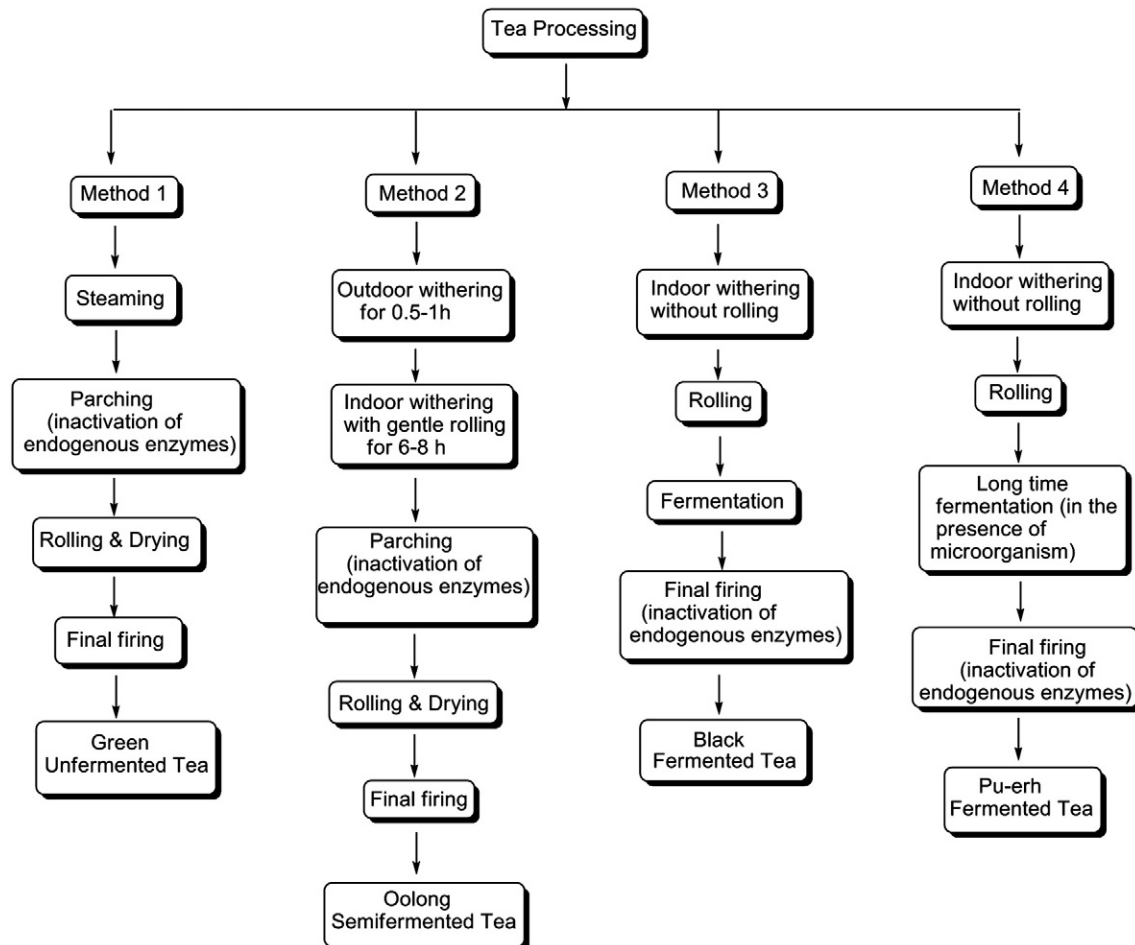 Tea Processing
Method 1
Steaming
Parching
(inactivation of
endogenous enzymes)
Rolling & Drying
Final firing
Green
Unfermented Tea
Method 2
Outdoor withering
for 0.5-1h
Indoor withering
with gentle rolling
for 6-8 h
Parching
(inactivation of
endogenous enzymes)
Rolling & Drying
Final firing
Oolong
Semifermented Tea
Method 3
Indoor withering
without rolling
Rolling
Fermentation
Final firing
(inactivation of
endogenous enzymes)
Black
Fermented Tea
Method 4
Indoor withering
without rolling
Rolling
Long time
fermentation (in the
presence of
microorganism)
Final firing
(inactivation of
endogenous enzymes)
Pu-erh
Fermented Tea